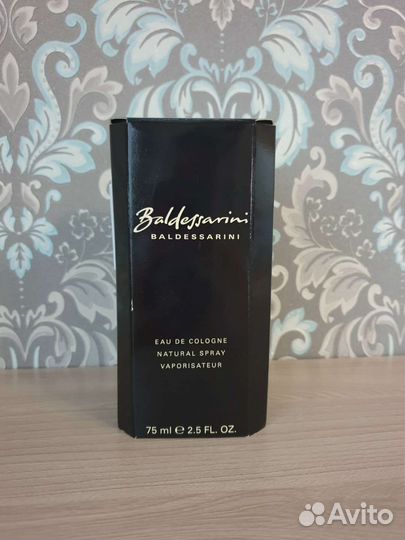 Baldessarini
BALDESSARINI
EAU DE COLOGNE
NATURAL SPRAY
VAPORISATEUR
75 ml ℮ 2.5 FL. OZ.
Avito